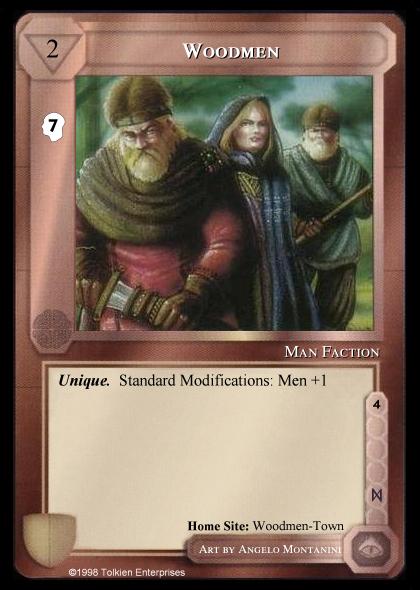 2
WOODMEN
7
MAN FACTION
Unique. Standard Modifications: Men +1
4
Home Site: Woodmen-Town
ART BY ANGELO MONTANINI
©1998 Tolkien Enterprises